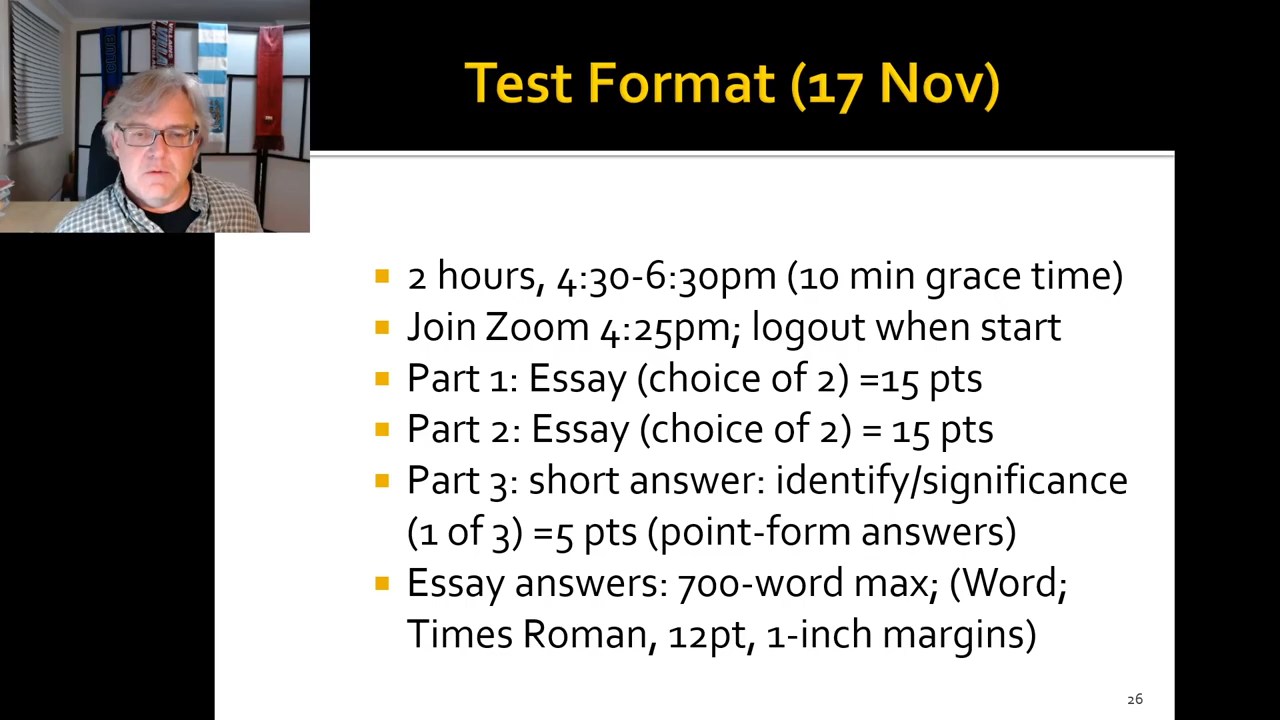 Test Format (17 Nov)
2 hours, 4:30-6:30pm (10 min grace time)
Join Zoom 4:25pm; logout when start
Part 1: Essay (choice of 2) =15 pts
Part 2: Essay (choice of 2) = 15 pts
Part 3: short answer: identify/significance
(1 of 3) =5 pts (point-form answers)
Essay answers: 700-word max; (Word;
Times Roman, 12pt, 1-inch margins)
26